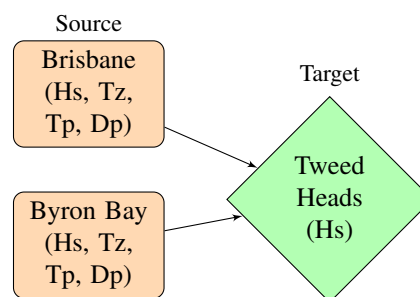 Source
Brisbane
(Hs, Tz,
Tp, Dp)
Byron Bay
(Hs, Tz,
Tp, Dp)
Target
Tweed
Heads
(Hs)